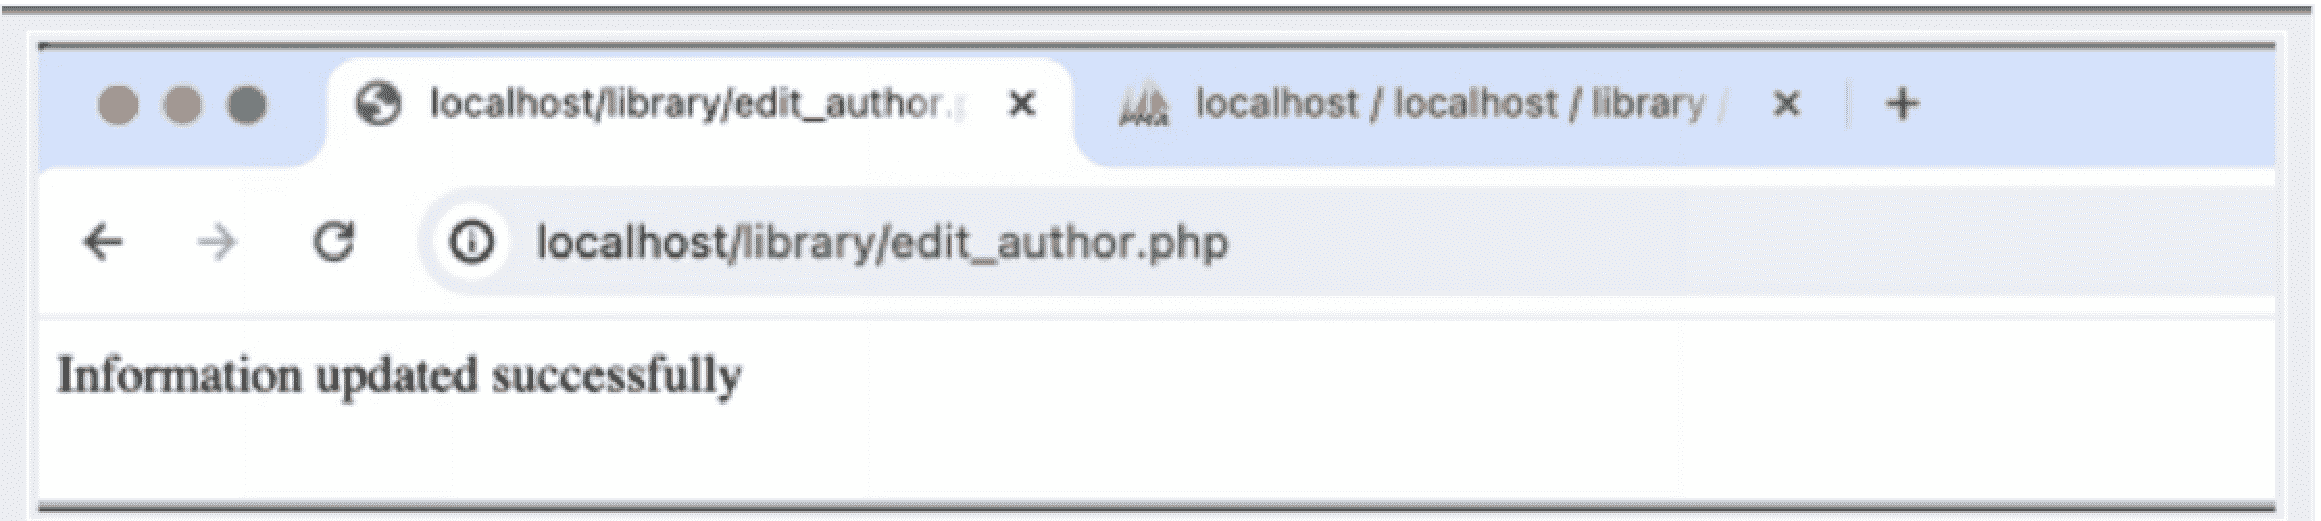 localhost/library/edit_author.
localhost / localhost / library /
localhost/library/edit_author.php
Information updated successfully